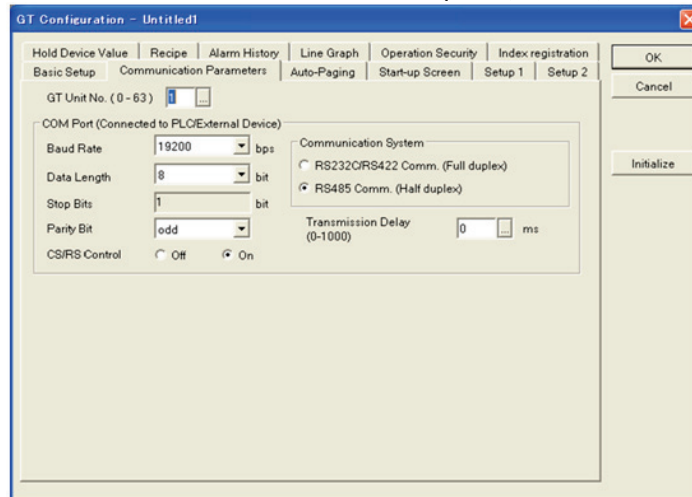 GT Configuration - Untitled1
Hold Device Value Recipe Alarm History Line Graph Operation Security Index registration
Basic Setup Communication Parameters Auto-Paging Start-up Screen Setup 1 Setup 2
OK
Cancel
Initialize
GT Unit No. ( 0 - 63 ) 1 ...
COM Port (Connected to PLC/External Device)
Baud Rate 19200 bps
Data Length 8 bit
Stop Bits 1 bit
Parity Bit odd
CS/RS Control Off On
Communication System
RS232C/RS422 Comm. (Full duplex)
RS485 Comm. (Half duplex)
Transmission Delay 0 ... ms
(0-1000)